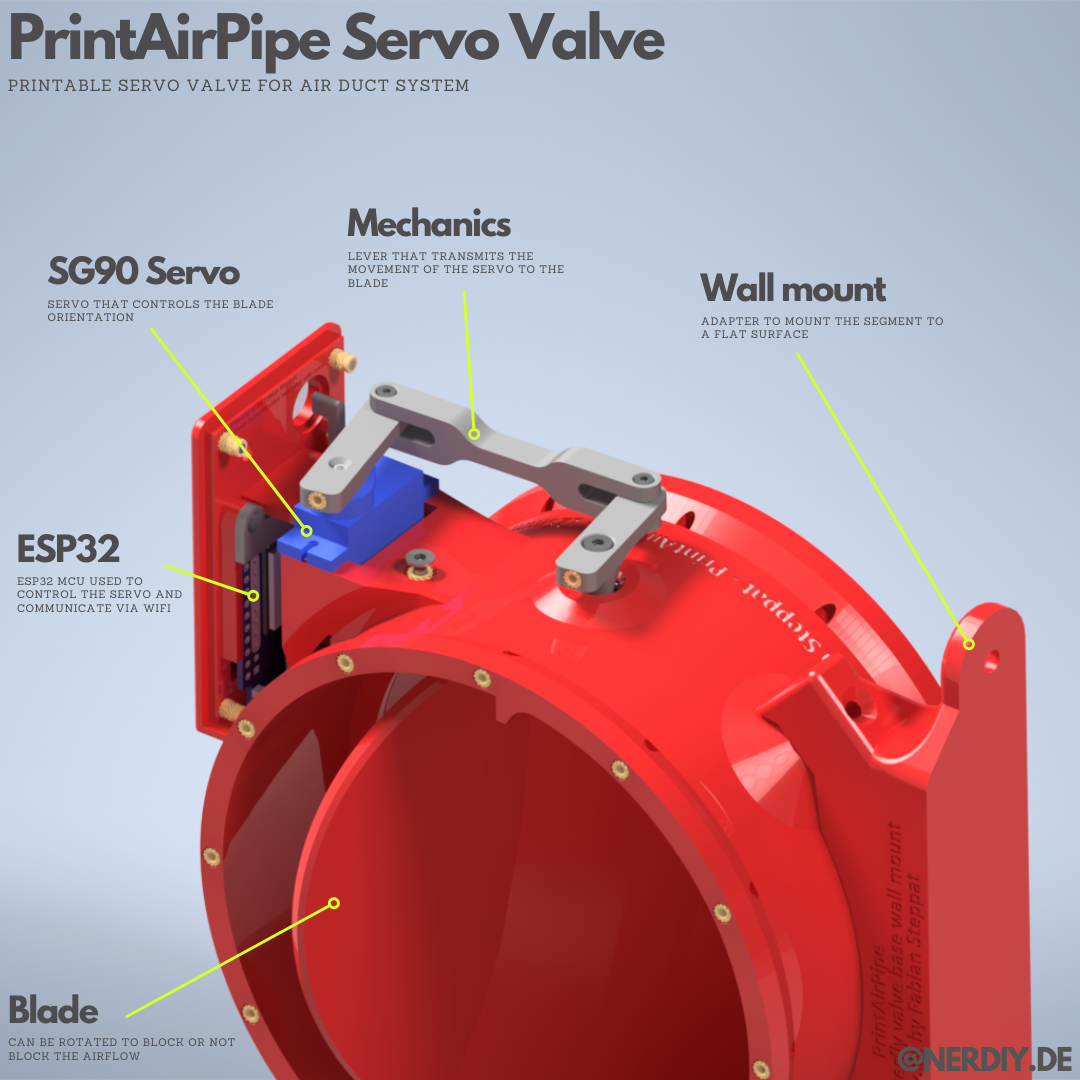 PrintAirPipe Servo Valve
PRINTABLE SERVO VALVE FOR AIR DUCT SYSTEM
Mechanics
LEVER THAT TRANSMITS THE
MOVEMENT OF THE SERVO TO THE
BLADE
SG90 Servo
SERVO THAT CONTROLS THE BLADE
ORIENTATION
Wall mount
ADAPTER TO MOUNT THE SEGMENT TO
A FLAT SURFACE
ESP32
ESP32 MCU USED TO
CONTROL THE SERVO AND
COMMUNICATE VIA WIFI
Steppat - PrintAi
PrintAirPipe
valve base wall mount
by Fabian Steppat
Blade
CAN BE ROTATED TO BLOCK OR NOT
BLOCK THE AIRFLOW
@NERDIY.DE